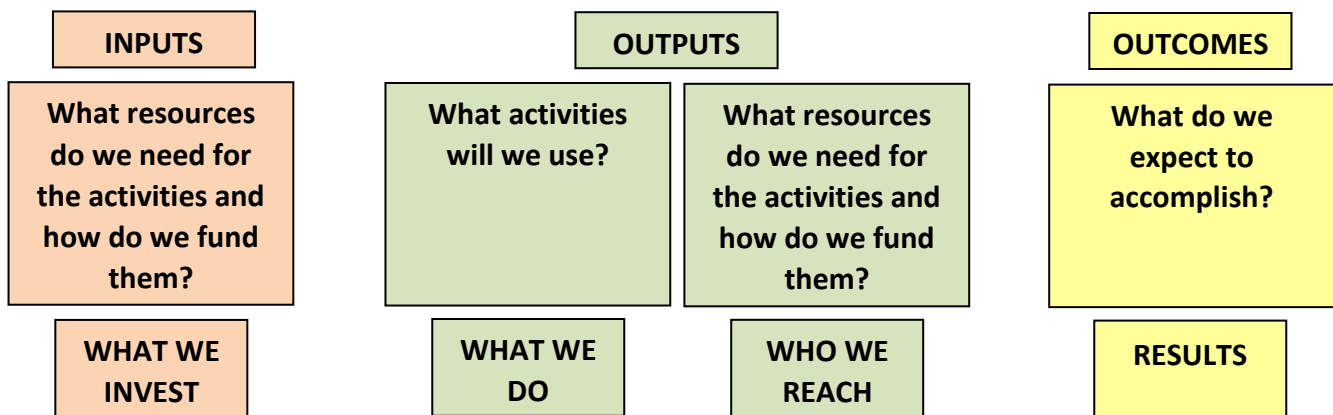 INPUTS
OUTPUTS
OUTCOMES
What resources
do we need for
the activities and
how do we fund
them?
What activities
will we use?
What resources
do we need for
the activities and
how do we fund
them?
What do we
expect to
accomplish?
WHAT WE
INVEST
WHAT WE
DO
WHO WE
REACH
RESULTS